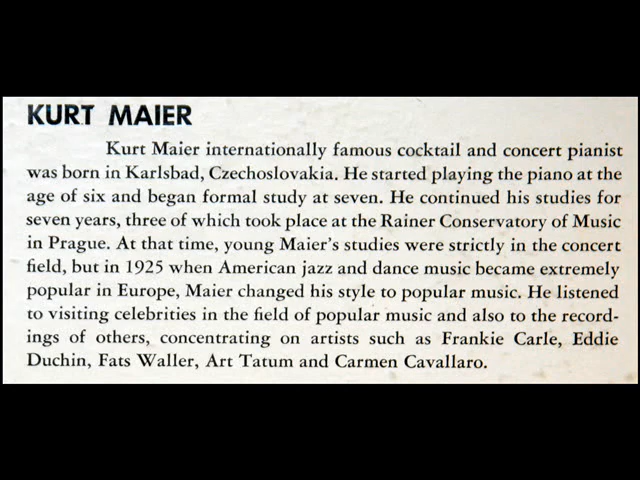 KURT MAIER
Kurt Maier internationally famous cocktail and concert pianist
was born in Karlsbad, Czechoslovakia. He started playing the piano at the
age of six and began formal study at seven. He continued his studies for
seven years, three of which took place at the Rainer Conservatory of Music
in Prague. At that time, young Maier's studies were strictly in the concert
field, but in 1925 when American jazz and dance music became extremely
popular in Europe, Maier changed his style to popular music. He listened
to visiting celebrities in the field of popular music and also to the record-
ings of others, concentrating on artists such as Frankie Carle, Eddie
Duchin, Fats Waller, Art Tatum and Carmen Cavallaro.